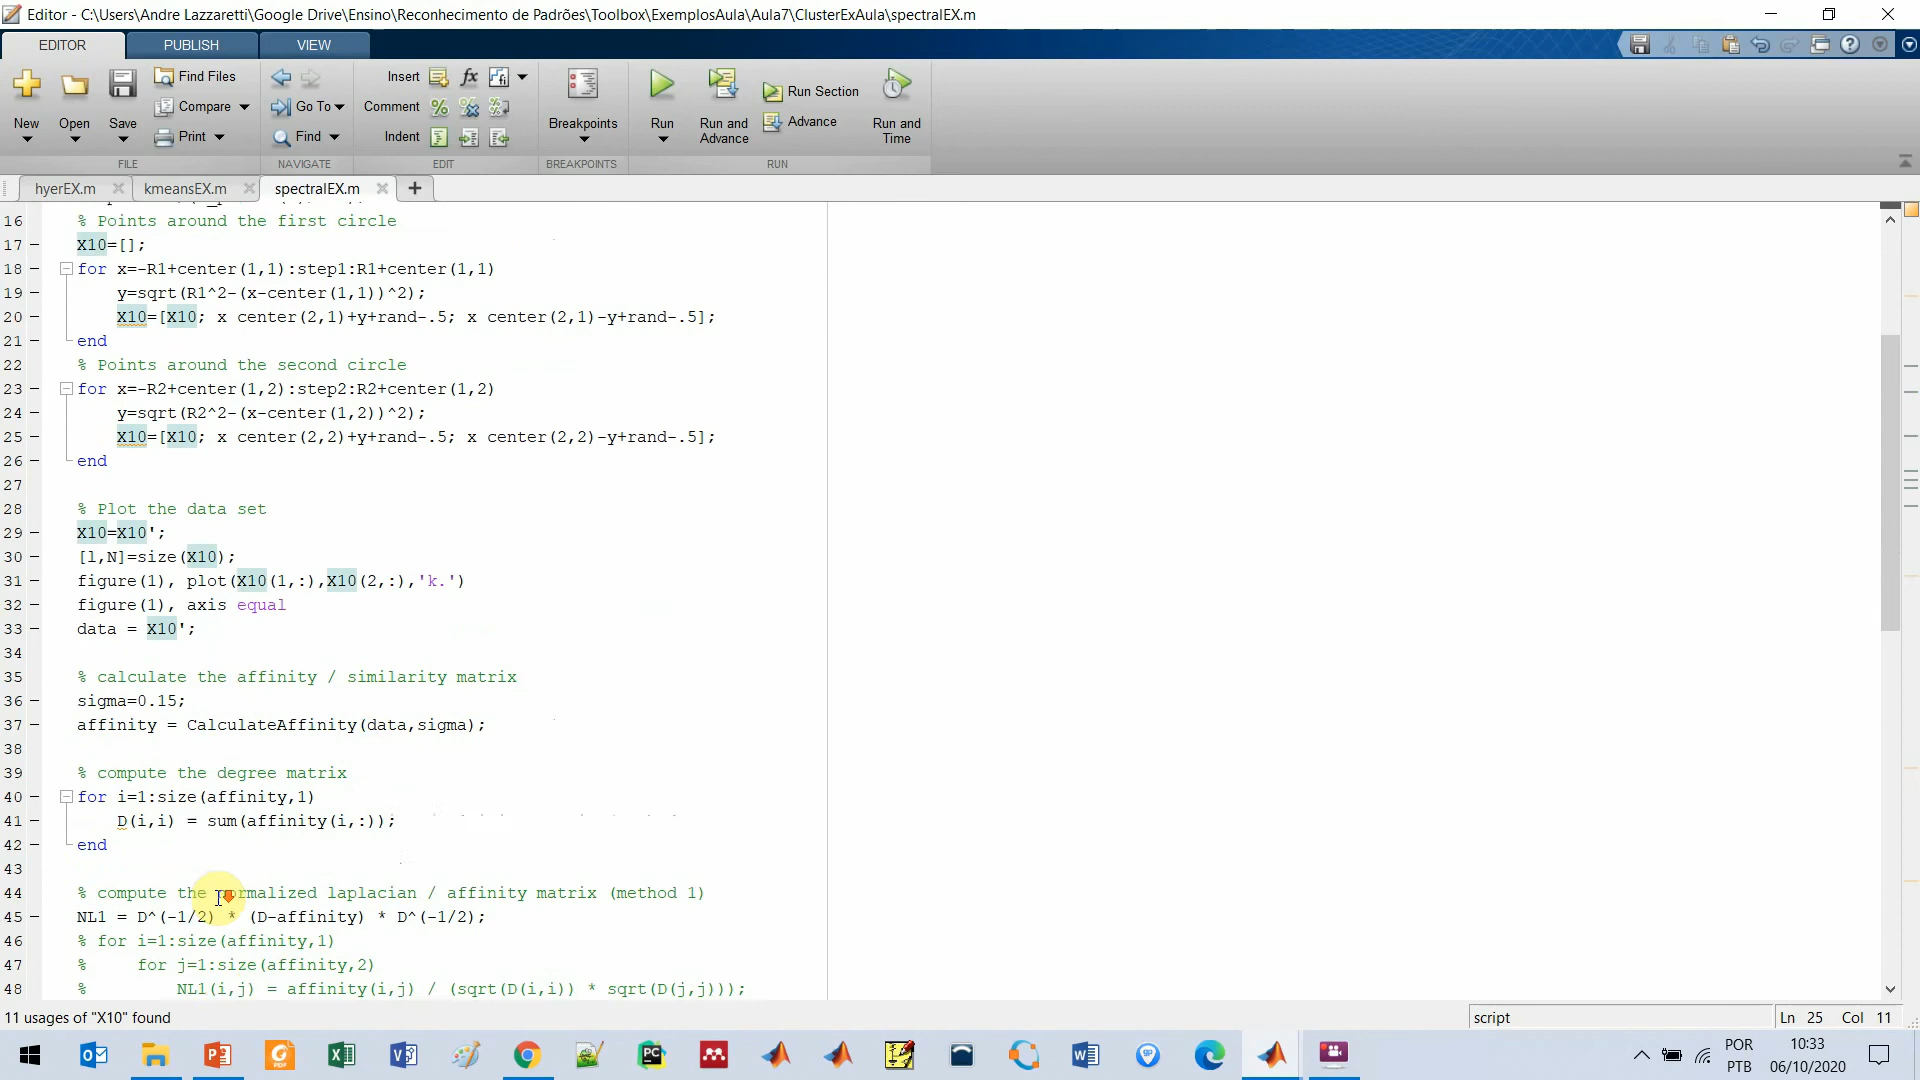 Editor - C:\Users\Andre Lazzaretti\Google Drive\Ensino\Reconhecimento de Padrões\Toolbox\ExemplosAula\Aula7\ClusterExAula\spectralEX.m
EDITOR PUBLISH VIEW
New Open Save
Find Files
Compare
Print
Go To
Find
Insert
Comment
Indent
Breakpoints
Run
Run and Advance
Run Section
Advance
Run and Time
FILE NAVIGATE EDIT BREAKPOINTS RUN
hyerEX.m kmeansEX.m spectralEX.m
16 % Points around the first circle
17 X10=[];
18 for x=-R1+center(1,1):step1:R1+center(1,1)
19 y=sqrt(R1^2-(x-center(1,1))^2);
20 X10=[X10; x center(2,1)+y+rand-.5; x center(2,1)-y+rand-.5];
21 end
22 % Points around the second circle
23 for x=-R2+center(1,2):step2:R2+center(1,2)
24 y=sqrt(R2^2-(x-center(1,2))^2);
25 X10=[X10; x center(2,2)+y+rand-.5; x center(2,2)-y+rand-.5];
26 end
27
28 % Plot the data set
29 X10=X10';
30 [l,N]=size(X10);
31 figure(1), plot(X10(1,:),X10(2,:),'k.')
32 figure(1), axis equal
33 data = X10';
34
35 % calculate the affinity / similarity matrix
36 sigma=0.15;
37 affinity = CalculateAffinity(data,sigma);
38
39 % compute the degree matrix
40 for i=1:size(affinity,1)
41 D(i,i) = sum(affinity(i,:));
42 end
43
44 % compute the normalized laplacian / affinity matrix (method 1)
45 NL1 = D^(-1/2) * (D-affinity) * D^(-1/2);
46 % for i=1:size(affinity,1)
47 % for j=1:size(affinity,2)
48 % NL1(i,j) = affinity(i,j) / (sqrt(D(i,i)) * sqrt(D(j,j)));
11 usages of "X10" found
script
Ln 25 Col 11
POR
PTB
10:33
06/10/2020